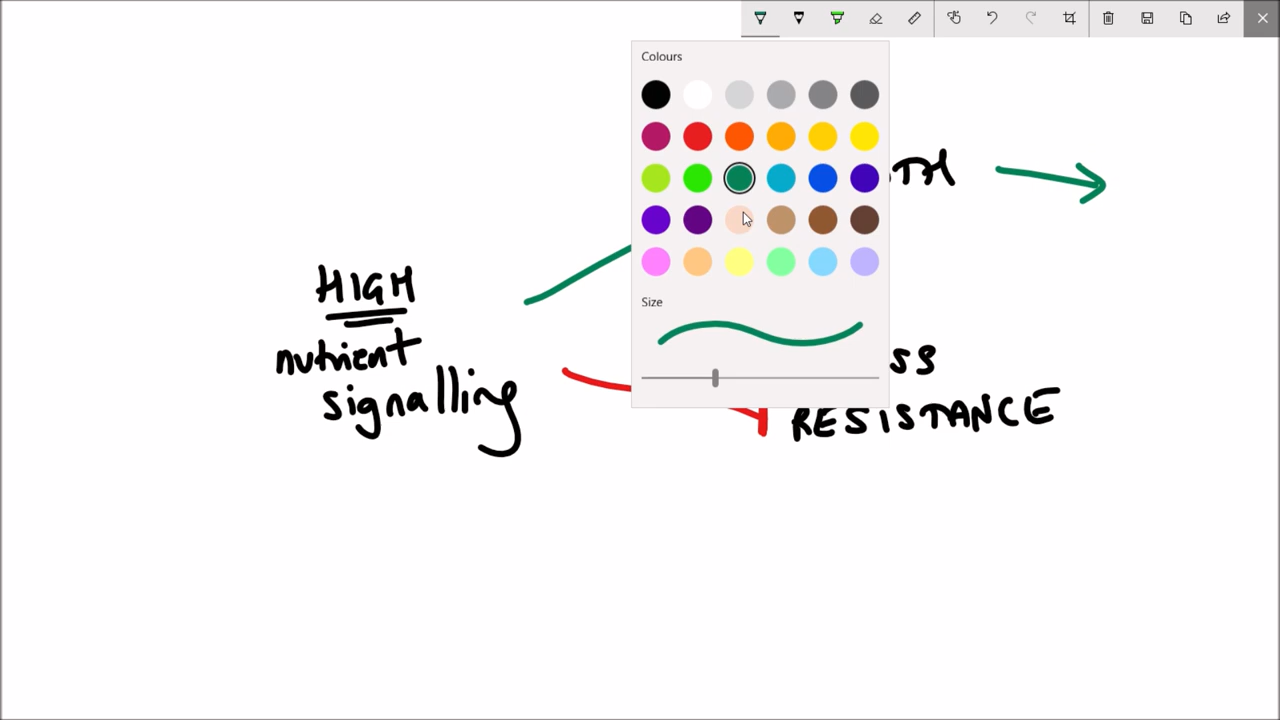 Colours
HIGH
nutrient
signalling
Size
RESISTANCE